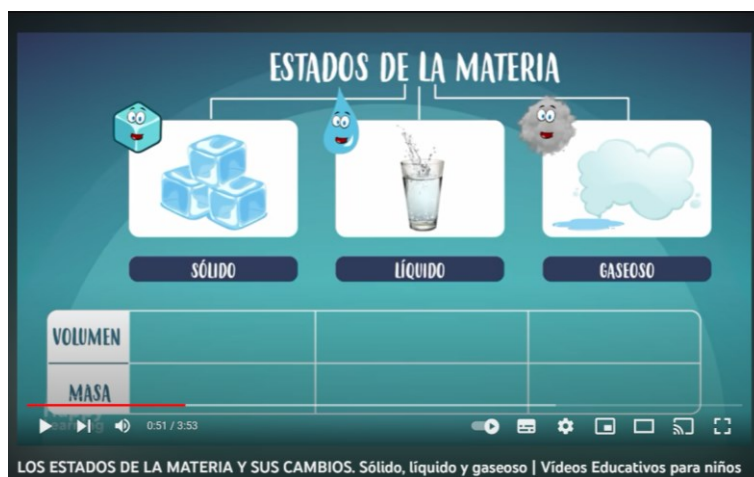 ESTADOS DE LA MATERIA
SÓLIDO
LÍQUIDO
GASEOSO
VOLUMEN
MASA
0:51 / 3:53
LOS ESTADOS DE LA MATERIA Y SUS CAMBIOS. Sólido, líquido y gaseoso | Vídeos Educativos para niños